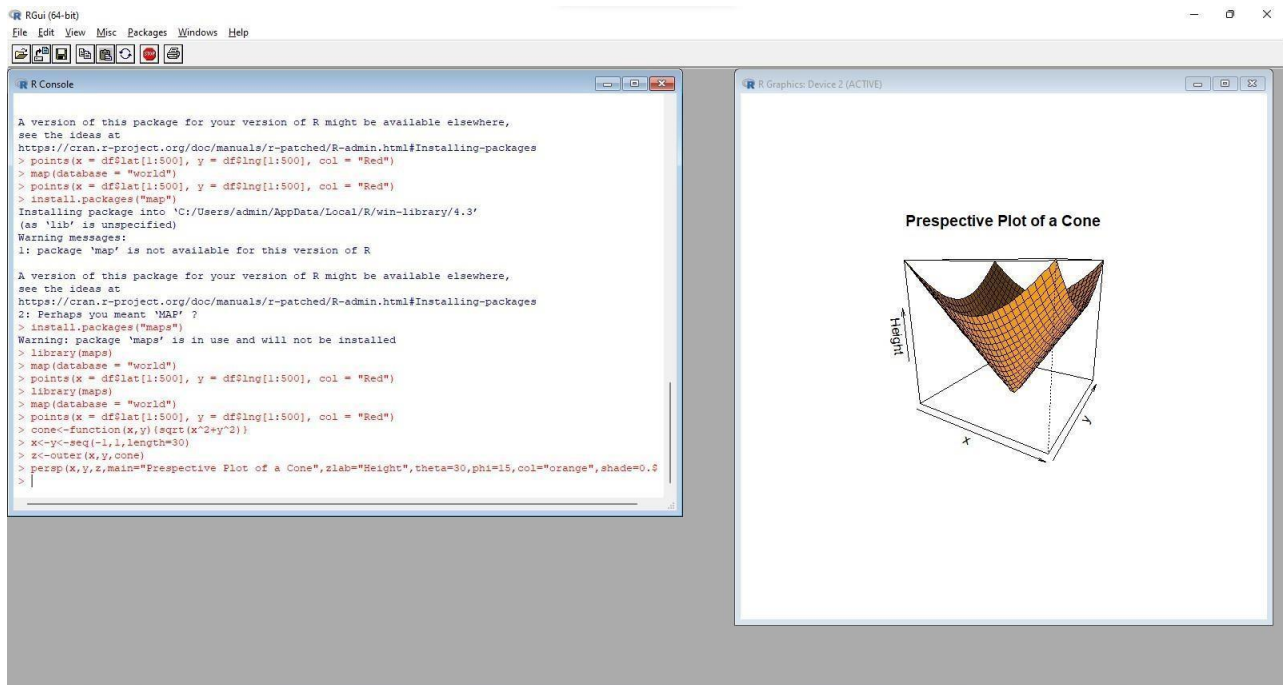 RGui (64-bit)
File Edit View Misc Packages Windows Help
STOP
R Console
A version of this package for your version of R might be available elsewhere,
see the ideas at
https://cran.r-project.org/doc/manuals/r-patched/R-admin.html#Installing-packages
> points(x = df$lat[1:500], y = df$lng[1:500], col = "Red")
> map(database = "world")
> points(x = df$lat[1:500], y = df$lng[1:500], col = "Red")
> install.packages("map")
Installing package into ‘C:/Users/admin/AppData/Local/R/win-library/4.3’
(as ‘lib’ is unspecified)
Warning messages:
1: package ‘map’ is not available for this version of R
A version of this package for your version of R might be available elsewhere,
see the ideas at
https://cran.r-project.org/doc/manuals/r-patched/R-admin.html#Installing-packages
2: Perhaps you meant ‘MAP’ ?
> install.packages("maps")
Warning: package ‘maps’ is in use and will not be installed
> library(maps)
> map(database = "world")
> points(x = df$lat[1:500], y = df$lng[1:500], col = "Red")
> library(maps)
> map(database = "world")
> points(x = df$lat[1:500], y = df$lng[1:500], col = "Red")
> cone<-function(x,y){sqrt(x^2+y^2)}
> x<-y<-seq(-1,1,length=30)
> z<-outer(x,y,cone)
> persp(x,y,z,main="Prespective Plot of a Cone",zlab="Height",theta=30,phi=15,col="orange",shade=0.$
>
R Graphics: Device 2 (ACTIVE)
Prespective Plot of a Cone
Height
x
y